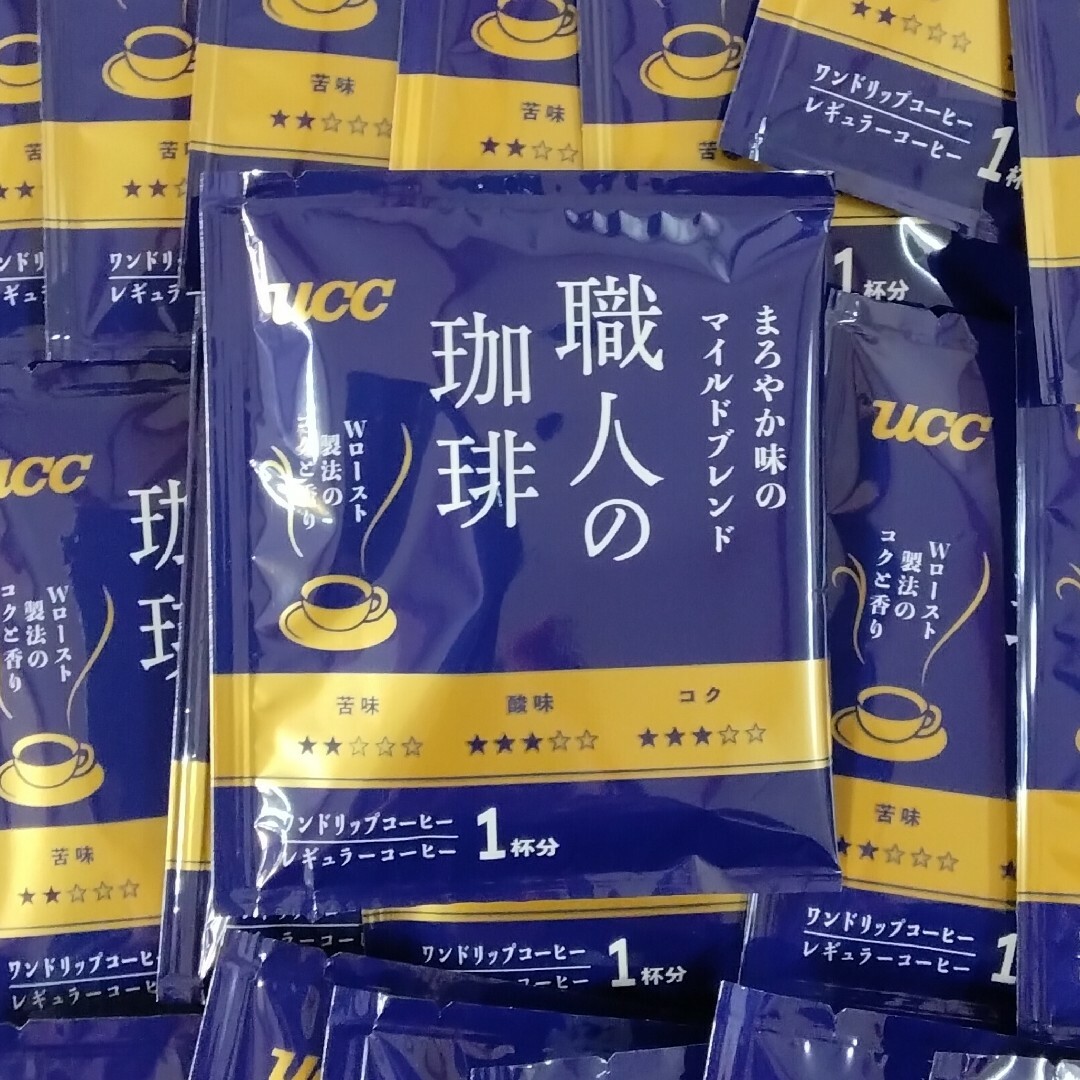 苦味
★★☆☆☆
苦味
★★☆☆
★★☆☆☆
ワンドリップコーヒー
レギュラーコーヒー
1杯
ワンドリ
レギュ
1杯分
ucc
まろやか味の
マイルドブレンド
職人の
珈琲
Wロースト
製法の
コクと香り
苦味
★★☆☆☆
酸味
★★★☆☆
コク
★★★☆☆
ワンドリップコーヒー
レギュラーコーヒー
1杯分
ucc
珈琲
Wロースト
製法の
コクと香り
苦味
★★☆☆☆
ワンドリップコーヒー
レギュラーコーヒー
ucc
Wロースト
製法の
コクと香り
苦味
★★☆☆☆
ワンドリップコーヒー
レギュラーコーヒー
1
ンドリップコーヒー
1杯分
ucc